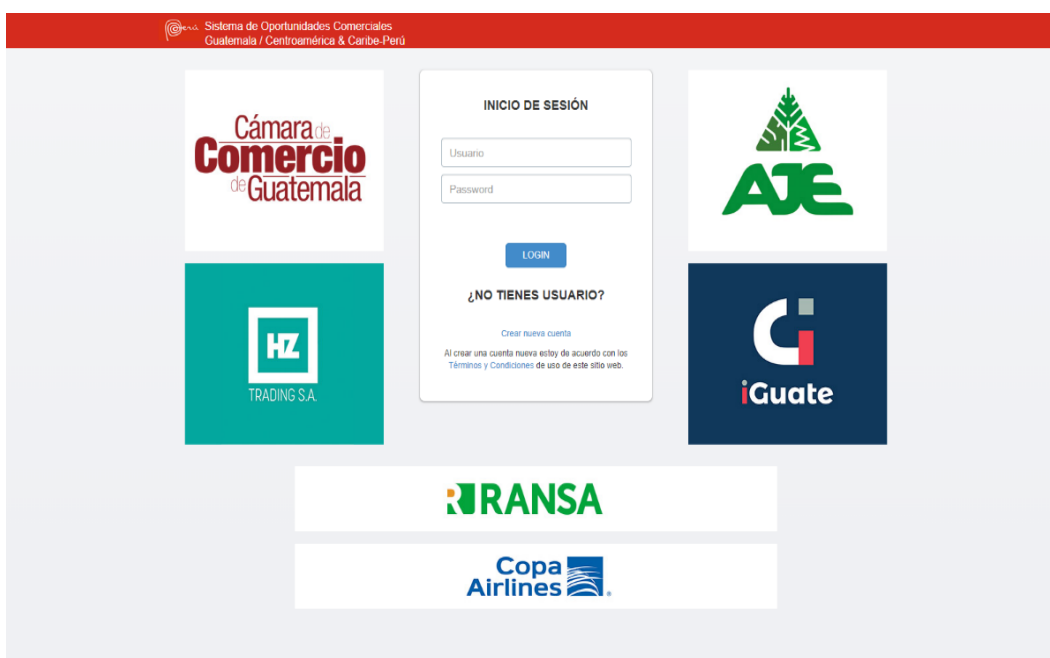 Perú
Sistema de Oportunidades Comerciales
Guatemala / Centroamérica & Caribe-Perú
Cámara de
Comercio
de Guatemala
INICIO DE SESIÓN
Usuario
Password
LOGIN
¿NO TIENES USUARIO?
Crear nueva cuenta
Al crear una cuenta nueva estoy de acuerdo con los
Términos y Condiciones de uso de este sitio web.
AJE
HZ
TRADING S.A.
iGuate
RANSA
Copa
Airlines